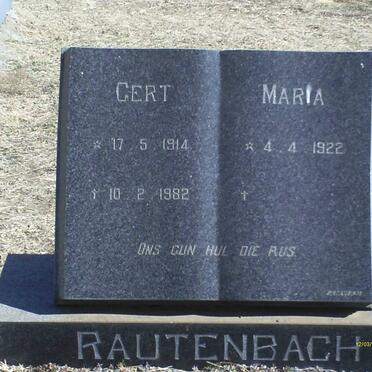 GERT
* 17. 5. 1914
† 10. 2. 1982
MARIA
* 4. 4. 1922
†
ONS GUN HUL DIE RUS.
RAUTENBACH